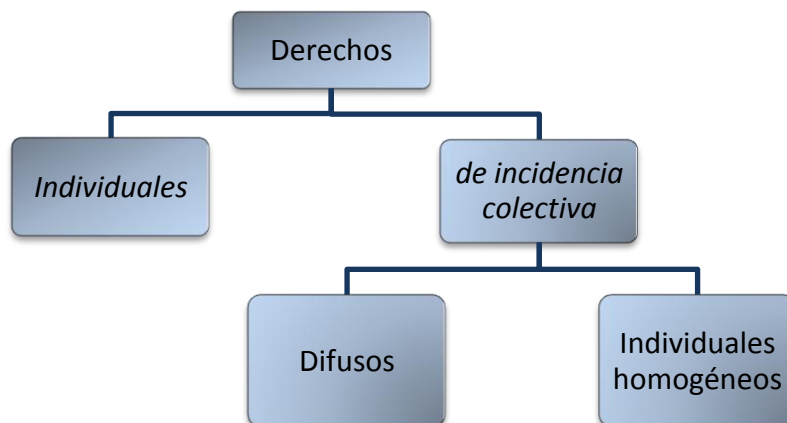 Derechos
Individuales
de incidencia
colectiva
Difusos
Individuales
homogéneos